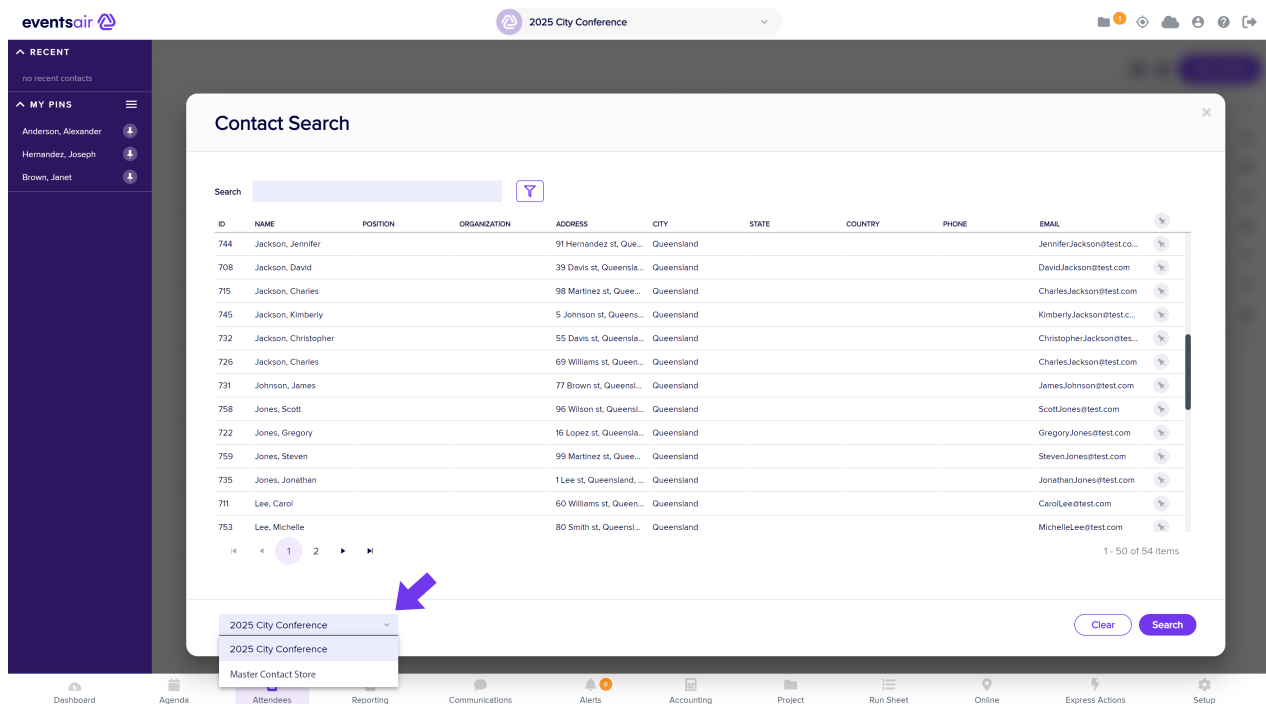 eventsair
2025 City Conference
1
RECENT
no recent contacts
MY PINS
Anderson, Alexander
Hernandez, Joseph
Brown, Janet
Contact Search
Search
ID NAME POSITION ORGANIZATION ADDRESS CITY STATE COUNTRY PHONE EMAIL
744 Jackson, Jennifer 91 Hernandez st, Que... Queensland JenniferJackson@test.co...
708 Jackson, David 39 Davis st, Queensla... Queensland DavidJackson@test.com
715 Jackson, Charles 98 Martinez st, Quee... Queensland CharlesJackson@test.com
745 Jackson, Kimberly 5 Johnson st, Queens... Queensland KimberlyJackson@test.c...
732 Jackson, Christopher 55 Davis st, Queensla... Queensland ChristopherJackson@tes...
726 Jackson, Charles 69 Williams st, Queen... Queensland CharlesJackson@test.com
731 Johnson, James 77 Brown st, Queensl... Queensland JamesJohnson@test.com
758 Jones, Scott 96 Wilson st, Queensl... Queensland ScottJones@test.com
722 Jones, Gregory 16 Lopez st, Queensla... Queensland GregoryJones@test.com
759 Jones, Steven 99 Martinez st, Quee... Queensland StevenJones@test.com
735 Jones, Jonathan 1 Lee st, Queensland, ... Queensland JonathanJones@test.com
711 Lee, Carol 60 Williams st, Queen... Queensland CarolLee@test.com
753 Lee, Michelle 80 Smith st, Queensl... Queensland MichelleLee@test.com
1 2 1 - 50 of 54 items
2025 City Conference Clear Search
2025 City Conference
Master Contact Store
8
Dashboard Agenda Attendees Reporting Communications Alerts Accounting Project Run Sheet Online Express Actions Setup